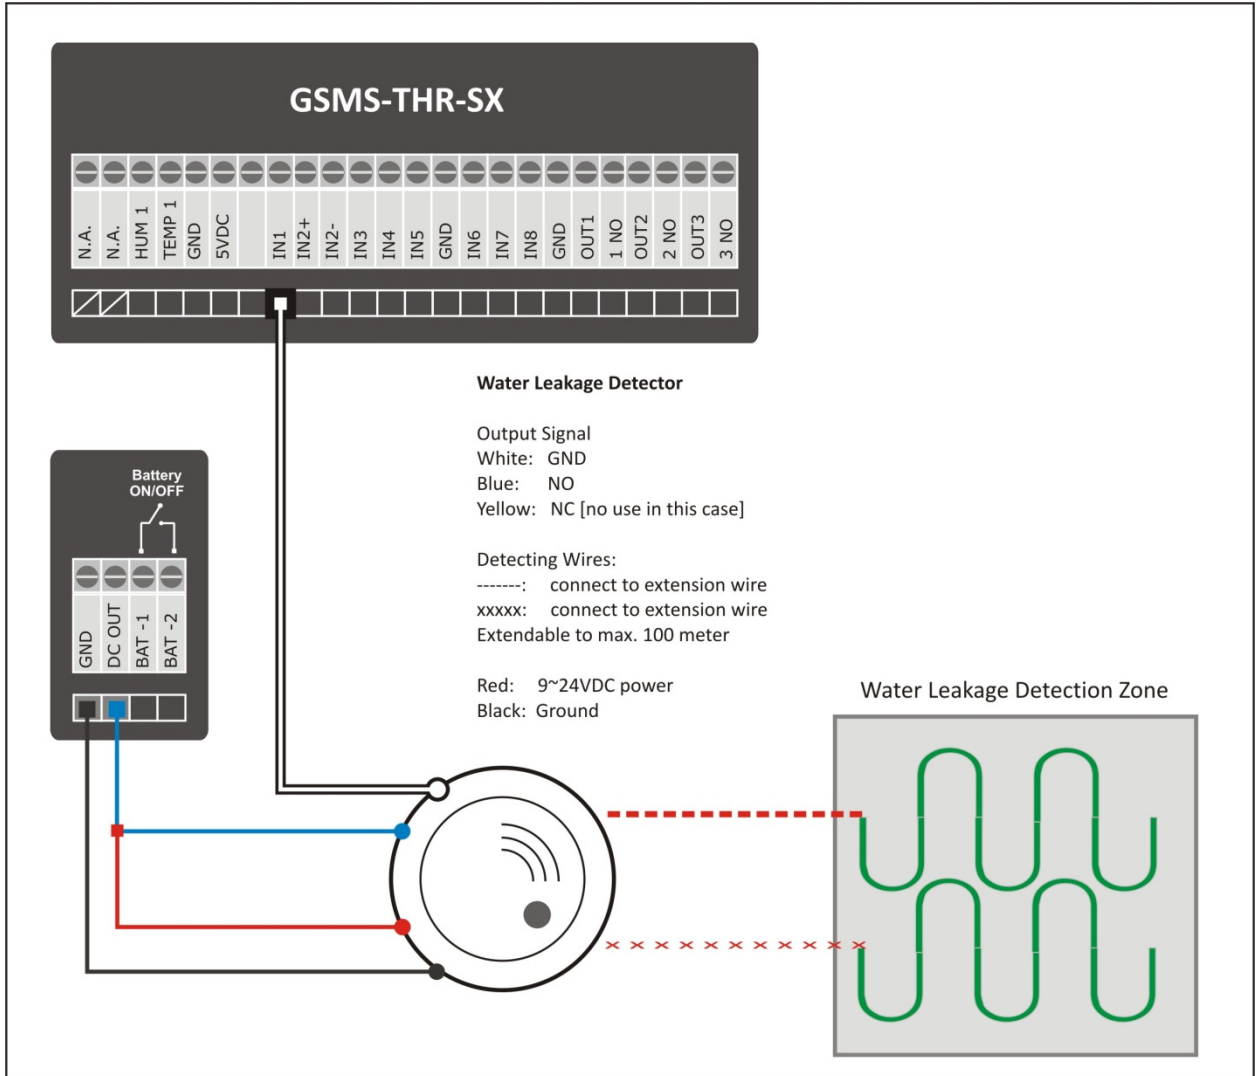 GSMS-THR-SX
N.A.
N.A.
HUM 1
TEMP 1
GND
5VDC
IN1
IN2+
IN2-
IN3
IN4
IN5
GND
IN6
IN7
IN8
GND
OUT1
1 NO
OUT2
2 NO
OUT3
3 NO
Water Leakage Detector
Output Signal
White: GND
Blue: NO
Yellow: NC [no use in this case]
Detecting Wires:
-------: connect to extension wire
xxxxx: connect to extension wire
Extendable to max. 100 meter
Red: 9~24VDC power
Black: Ground
Battery
ON/OFF
GND
DC OUT
BAT -1
BAT -2
Water Leakage Detection Zone